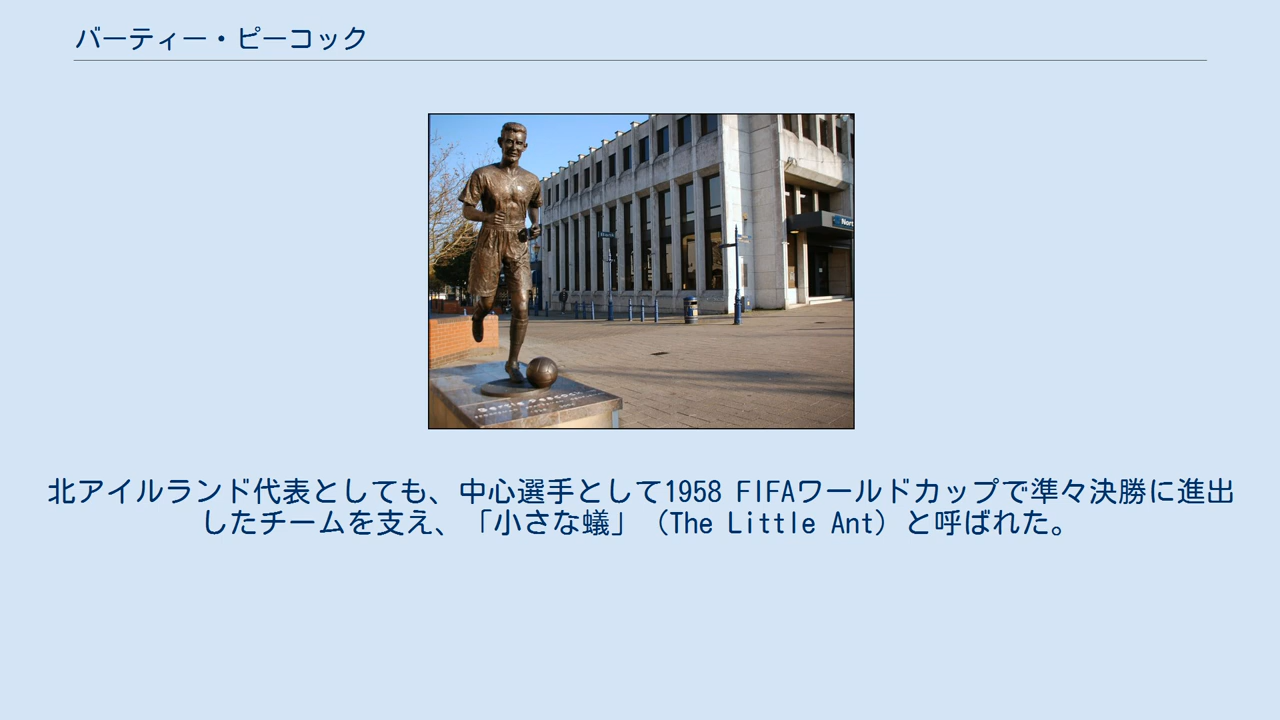 バーティー・ピーコック
Nort
Bertie Peacock
北アイルランド代表としても、中心選手として1958 FIFAワールドカップで準々決勝に進出
したチームを支え、「小さな蟻」（The Little Ant）と呼ばれた。